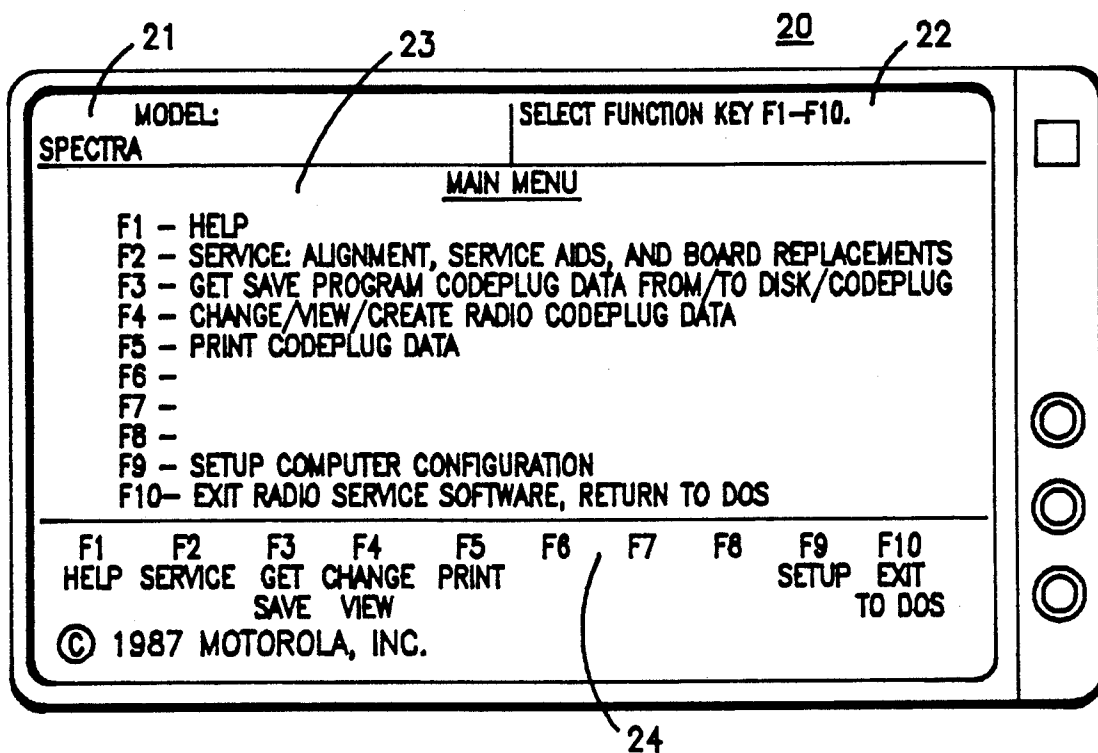 20
21
23
22
MODEL:
SELECT FUNCTION KEY F1-F10.
SPECTRA
MAIN MENU
F1 - HELP
F2 - SERVICE: ALIGNMENT, SERVICE AIDS, AND BOARD REPLACEMENTS
F3 - GET SAVE PROGRAM CODEPLUG DATA FROM/TO DISK/CODEPLUG
F4 - CHANGE/VIEW/CREATE RADIO CODEPLUG DATA
F5 - PRINT CODEPLUG DATA
F6 -
F7 -
F8 -
F9 - SETUP COMPUTER CONFIGURATION
F10- EXIT RADIO SERVICE SOFTWARE, RETURN TO DOS
F1 F2 F3 F4 F5 F6 F7 F8 F9 F10
HELP SERVICE GET CHANGE PRINT SETUP EXIT
SAVE VIEW TO DOS
© 1987 MOTOROLA, INC.
24